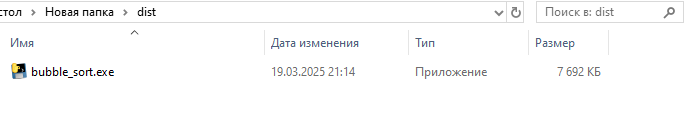 стол > Новая папка > dist
Поиск в: dist
Имя Дата изменения Тип Размер
bubble_sort.exe 19.03.2025 21:14 Приложение 7 692 КБ